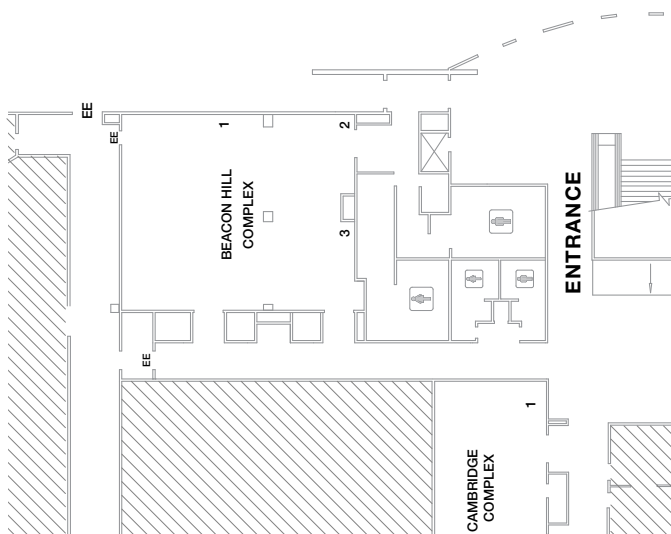 EE
EE
1
2
BEACON HILL
COMPLEX
3
ENTRANCE
EE
1
CAMBRIDGE
COMPLEX